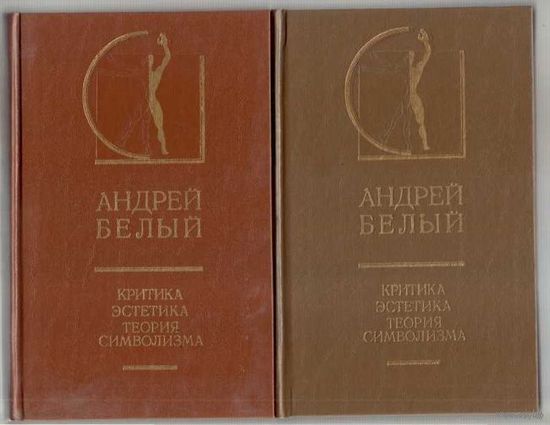 АНДРЕЙ
БЕЛЫЙ
КРИТИКА
ЭСТЕТИКА
ТЕОРИЯ
СИМВОЛИЗМА
АНДРЕЙ
БЕЛЫЙ
КРИТИКА
ЭСТЕТИКА
ТЕОРИЯ
СИМВОЛИЗМА